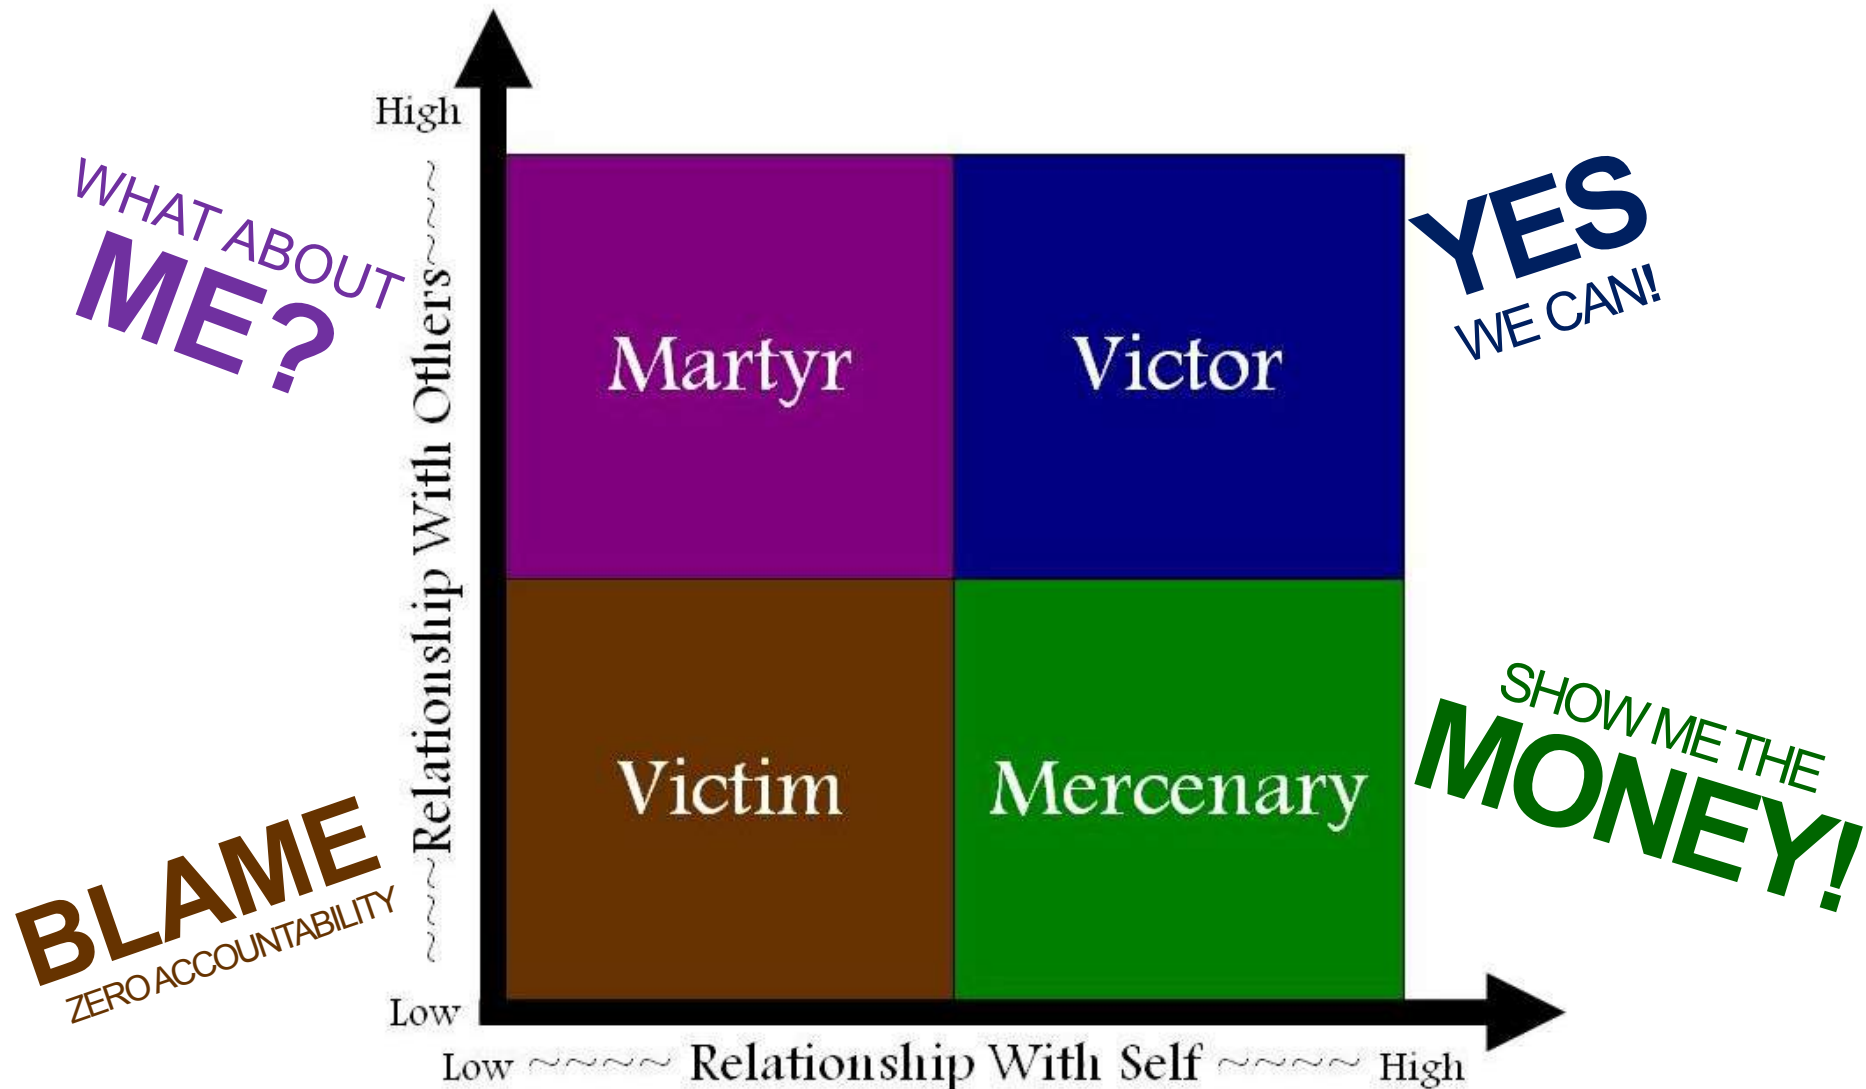 High
WHAT ABOUT
ME?
YES
WE CAN!
~~~~Relationship With Others~~~~
Martyr
Victor
Victim
Mercenary
SHOW ME THE
MONEY!
BLAME
ZERO ACCOUNTABILITY
Low
Low ~~~~ Relationship With Self ~~~~ High